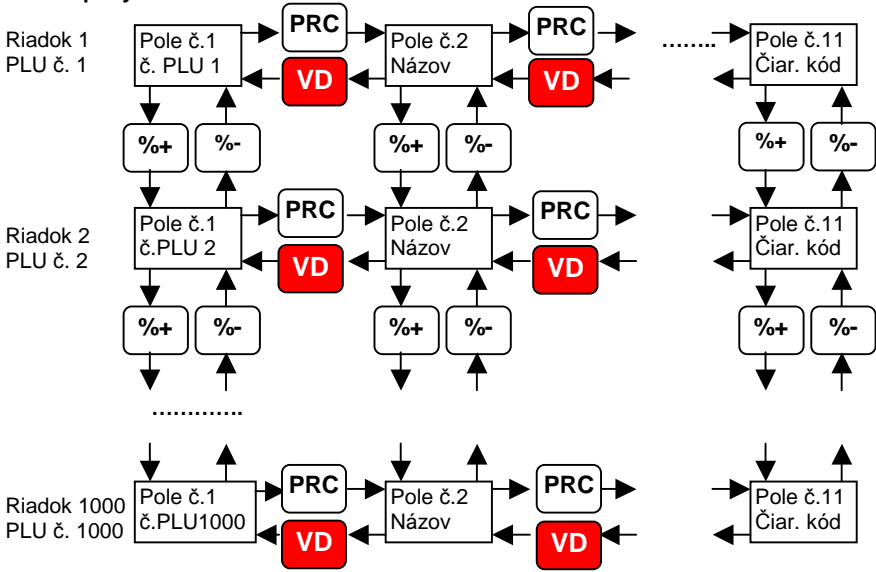 PRC PRC
Riadok 1
PLU č. 1
Pole č.1
č. PLU 1
Pole č.2
Názov
……..
Pole č.11
Čiar. kód
VD VD
%+ %- %+ %- %+ %-
PRC PRC
Riadok 2
PLU č. 2
Pole č.1
č.PLU 2
Pole č.2
Názov
Pole č.11
Čiar. kód
VD VD
%+ %- %+ %- %+ %-
………….
PRC PRC
Riadok 1000
PLU č. 1000
Pole č.1
č.PLU1000
Pole č.2
Názov
Pole č.11
Čiar. kód
VD VD